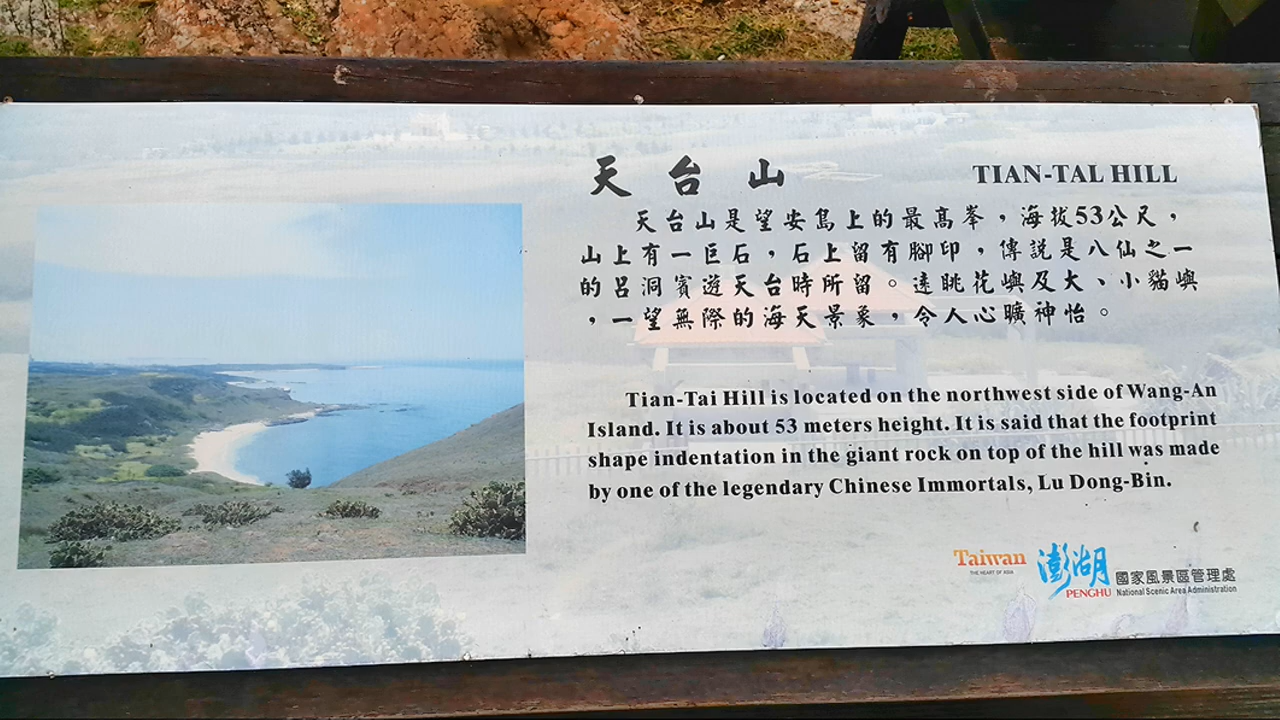 天台山
TIAN-TAI HILL
天台山是望安島上的最高峯，海拔53公尺，
山上有一巨石，石上留有腳印，傳說是八仙之一
的呂洞賓遊天台時所留。遠眺花嶼及大、小貓嶼
，一望無際的海天景象，令人心曠神怡。
Tian-Tai Hill is located on the northwest side of Wang-An
Island. It is about 53 meters height. It is said that the footprint
shape indentation in the giant rock on top of the hill was made
by one of the legendary Chinese Immortals, Lu Dong-Bin.
Taiwan
THE HEART OF ASIA
澎湖
PENGHU
國家風景區管理處
National Scenic Area Administration